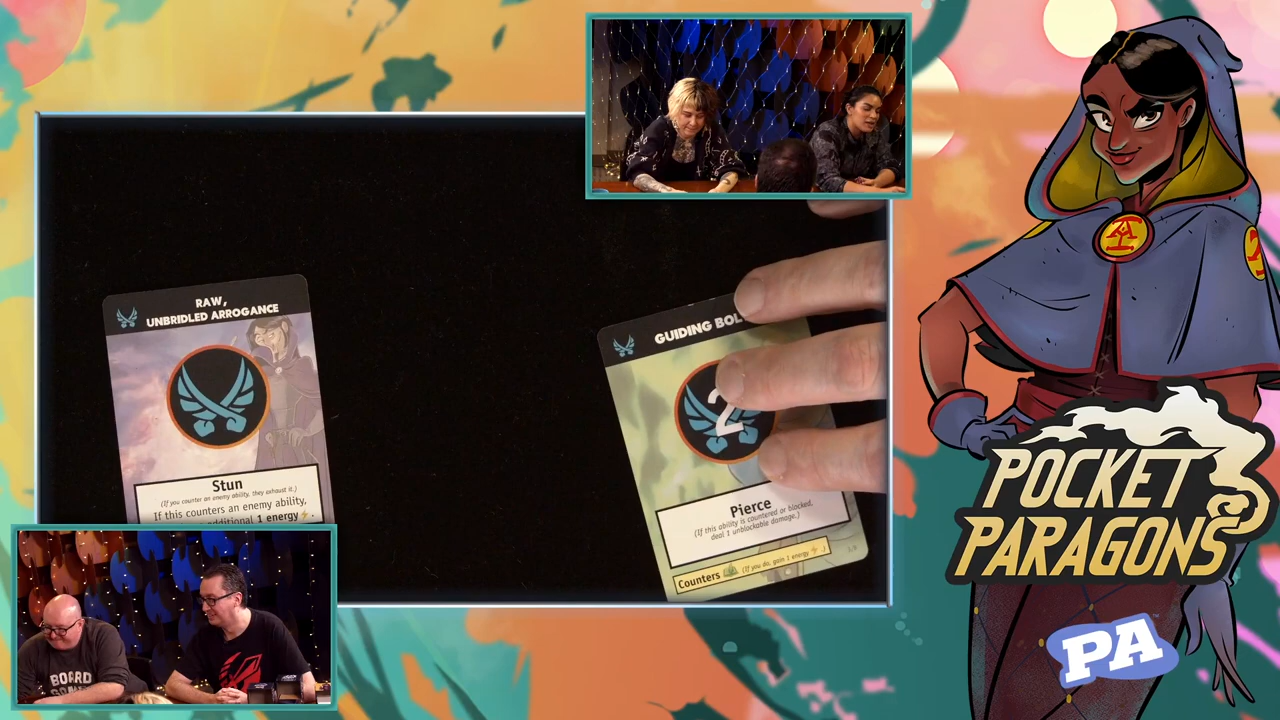 RAW,
UNBRIDLED ARROGANCE
Stun
(If you counter an enemy ability, they exhaust it.)
If this counters an enemy ability,
additional 1 energy
GUIDING
2
Pierce
(If this ability is countered or blocked,
deal 1 unblockable damage.)
Counters (If you do, gain 1 energy .)
BOARD
POCKET
PARAGONS
PA